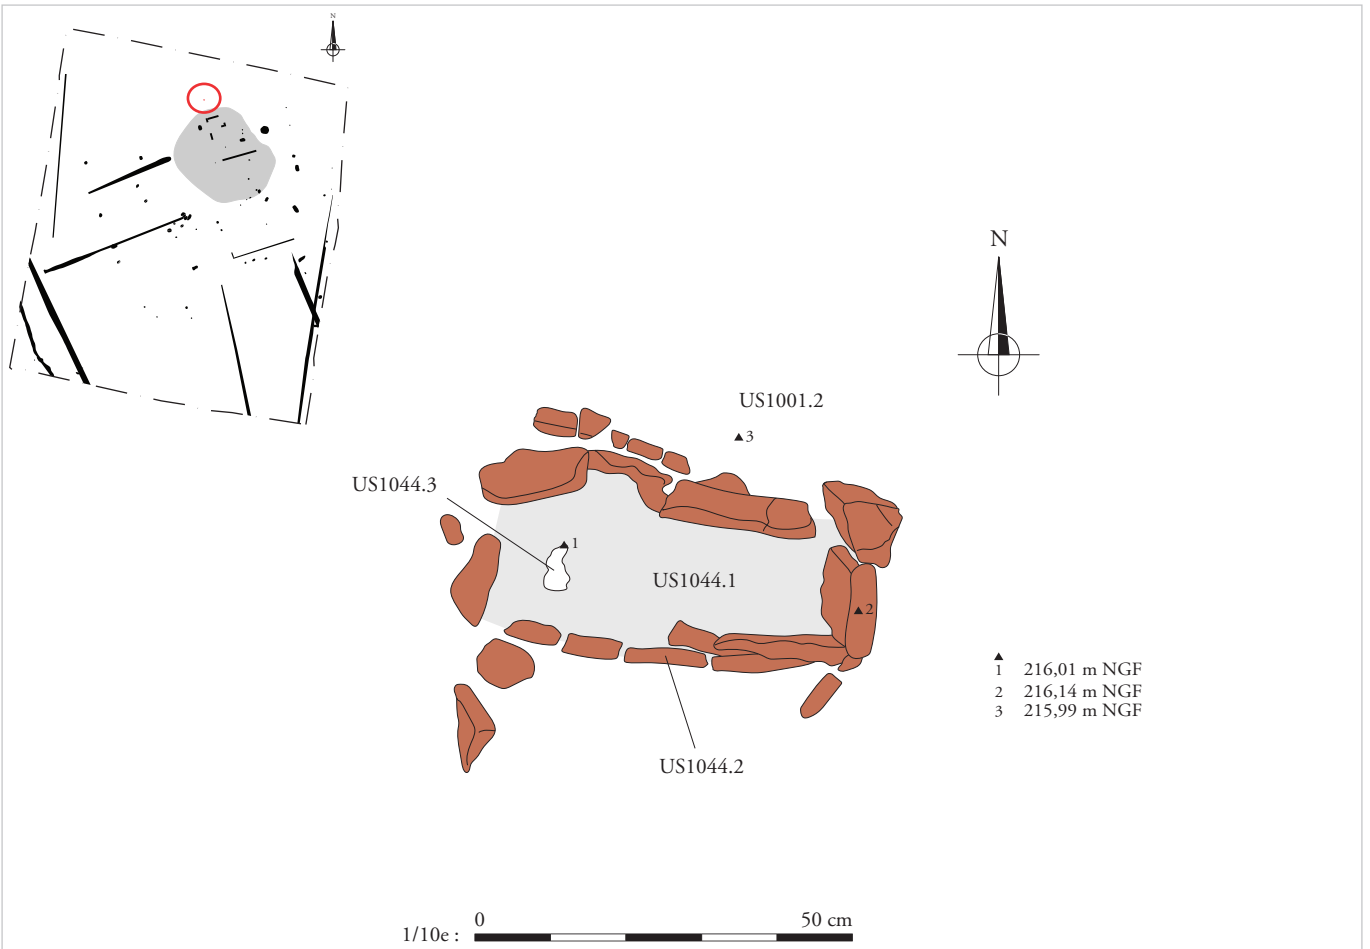 N
N
US1001.2
3
US1044.3
1
US1044.1
2
1 216,01 m NGF
2 216,14 m NGF
3 215,99 m NGF
US1044.2
0 50 cm
1/10e :